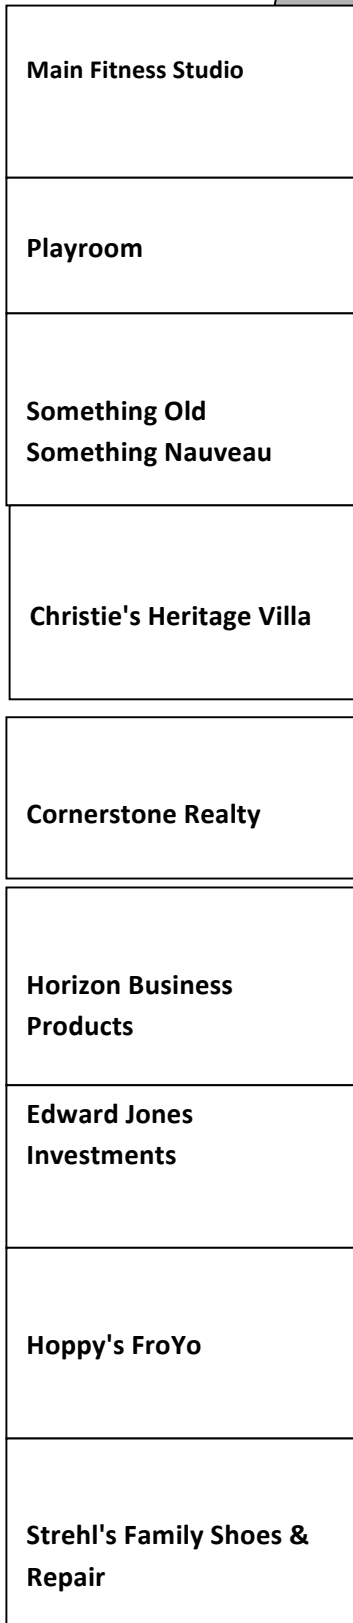 Main Fitness Studio
Playroom
Something Old
Something Nauveau
Christie's Heritage Villa
Cornerstone Realty
Horizon Business
Products
Edward Jones
Investments
Hoppy's FroYo
Strehl's Family Shoes &
Repair